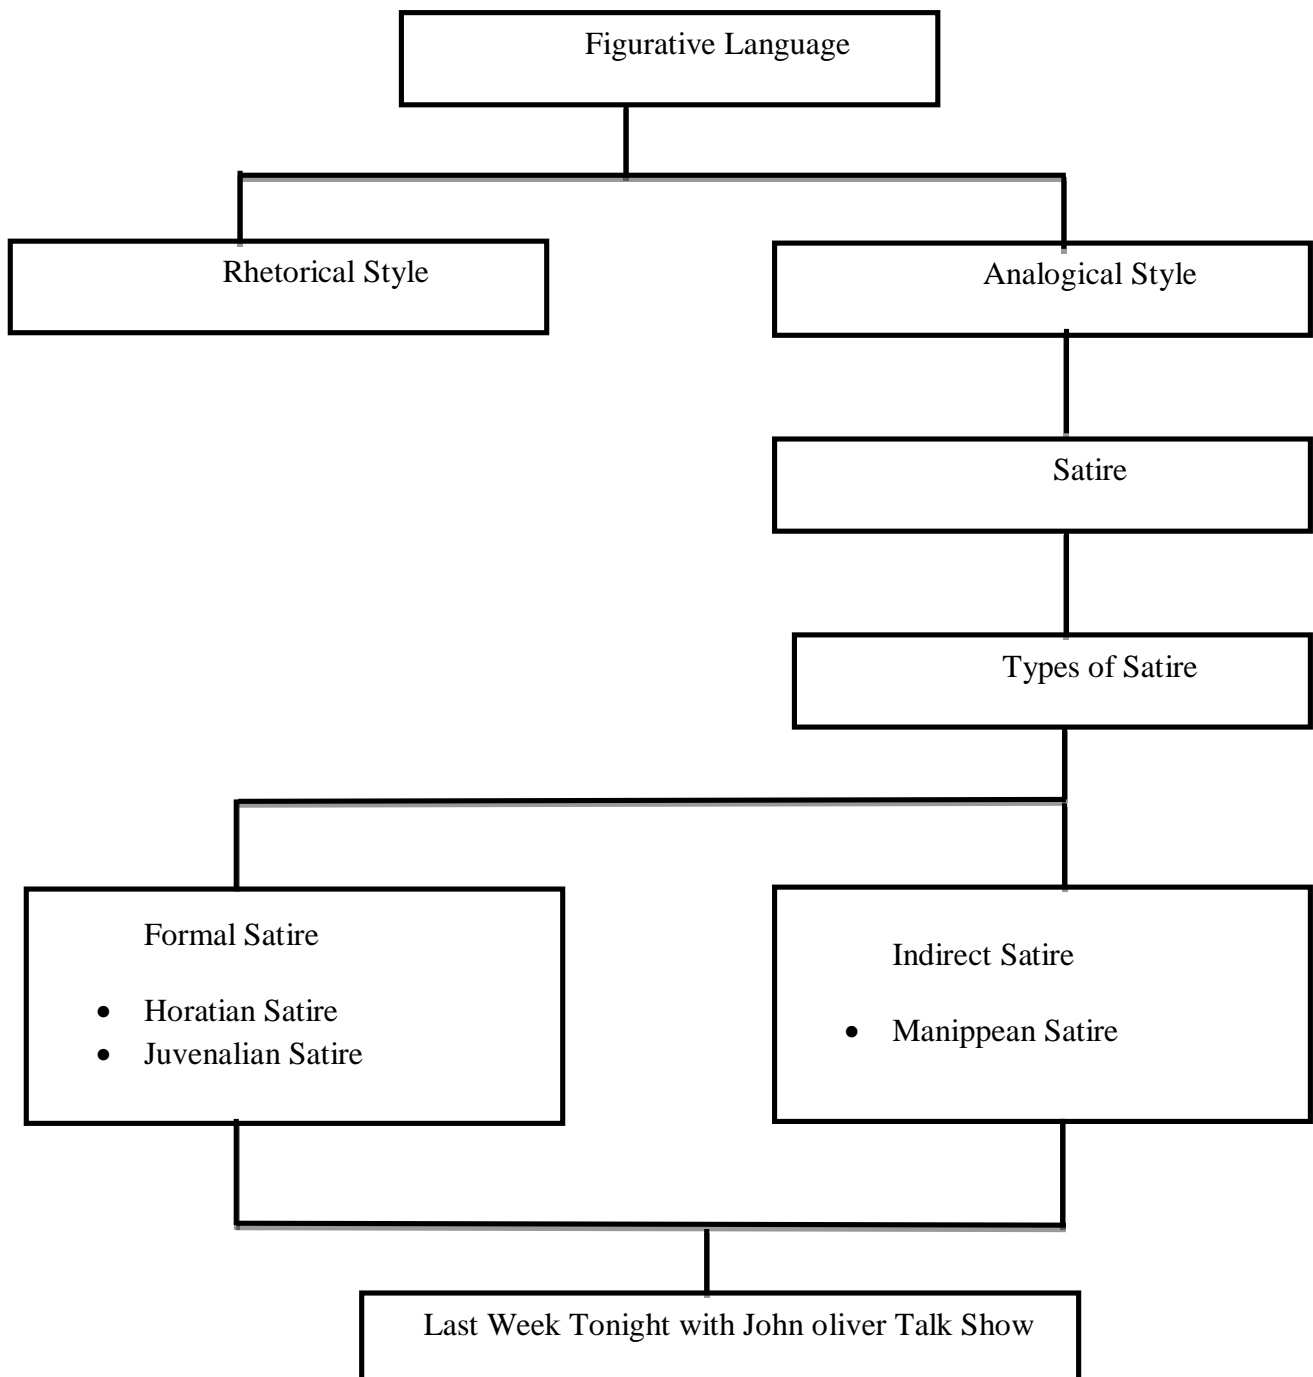 Figurative Language
Rhetorical Style
Analogical Style
Satire
Types of Satire
Formal Satire
• Horatian Satire
• Juvenalian Satire
Indirect Satire
• Manippean Satire
Last Week Tonight with John oliver Talk Show